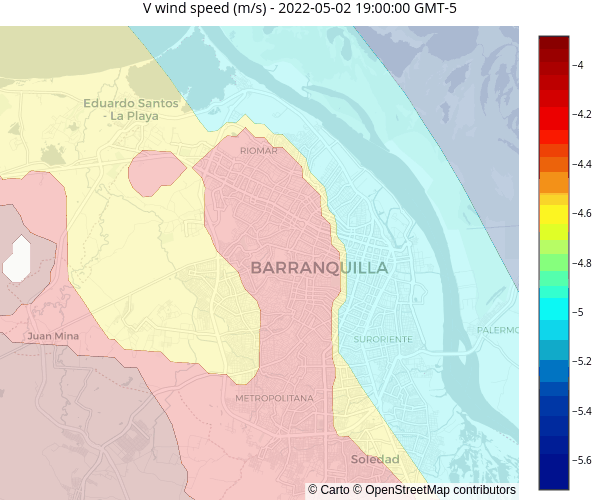 V wind speed (m/s) - 2022-05-02 19:00:00 GMT-5
Eduardo Santos
- La Playa
RIOMAR
BARRANQUILLA
SURORIENTE
PALERMO
Juan Mina
METROPOLITANA
Soledad
© Carto © OpenStreetMap contributors
−4
−4.2
−4.4
−4.6
−4.8
−5
−5.2
−5.4
−5.6